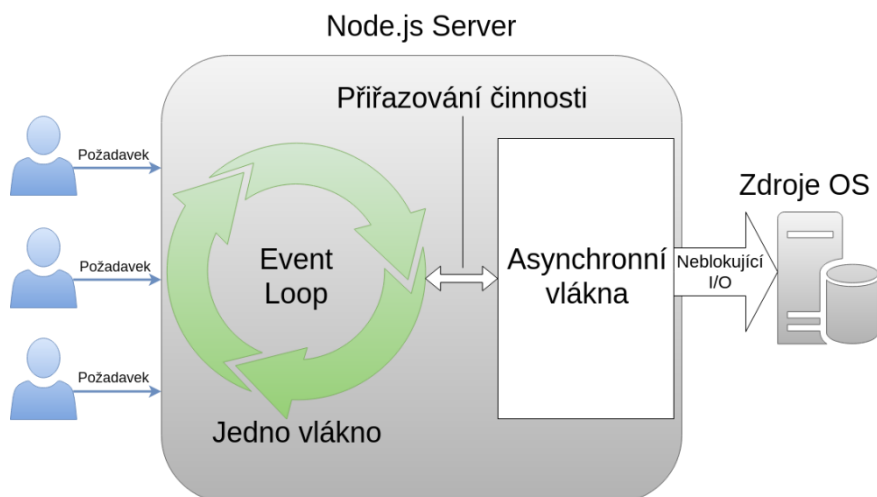 Node.js Server
Přiřazování činnosti
Požadavek
Požadavek
Požadavek
Event
Loop
Jedno vlákno
Asynchronní
vlákna
Neblokující
I/O
Zdroje OS